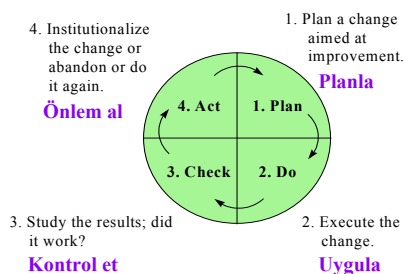 4. Institutionalize
the change or
abandon or do
it again.
Önlem al
1. Plan a change
aimed at
improvement.
Planla
4. Act
1. Plan
3. Check
2. Do
3. Study the results; did
it work?
Kontrol et
2. Execute the
change.
Uygula